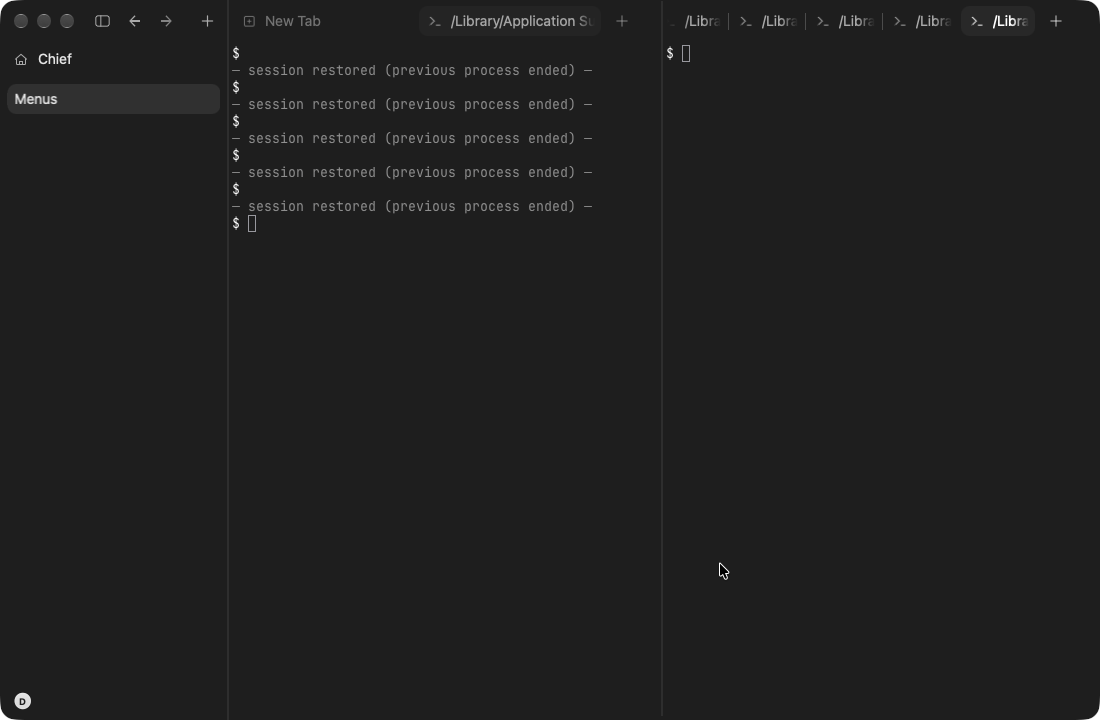 New Tab
/Library/Application Su
/Libra
/Libra
/Libra
/Libra
/Libra
Chief
Menus
$
— session restored (previous process ended) —
$
— session restored (previous process ended) —
$
— session restored (previous process ended) —
$
— session restored (previous process ended) —
$
— session restored (previous process ended) —
$
$
D